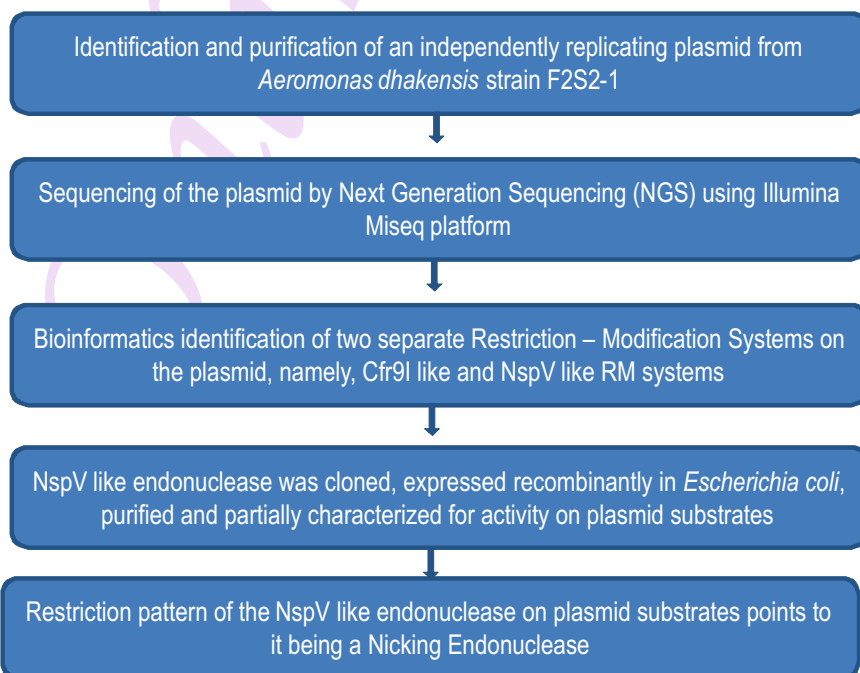 Identification and purification of an independently replicating plasmid from
Aeromonas dhakensis strain F2S2-1
Sequencing of the plasmid by Next Generation Sequencing (NGS) using Illumina
Miseq platform
Bioinformatics identification of two separate Restriction – Modification Systems on
the plasmid, namely, Cfr9I like and NspV like RM systems
NspV like endonuclease was cloned, expressed recombinantly in Escherichia coli,
purified and partially characterized for activity on plasmid substrates
Restriction pattern of the NspV like endonuclease on plasmid substrates points to
it being a Nicking Endonuclease